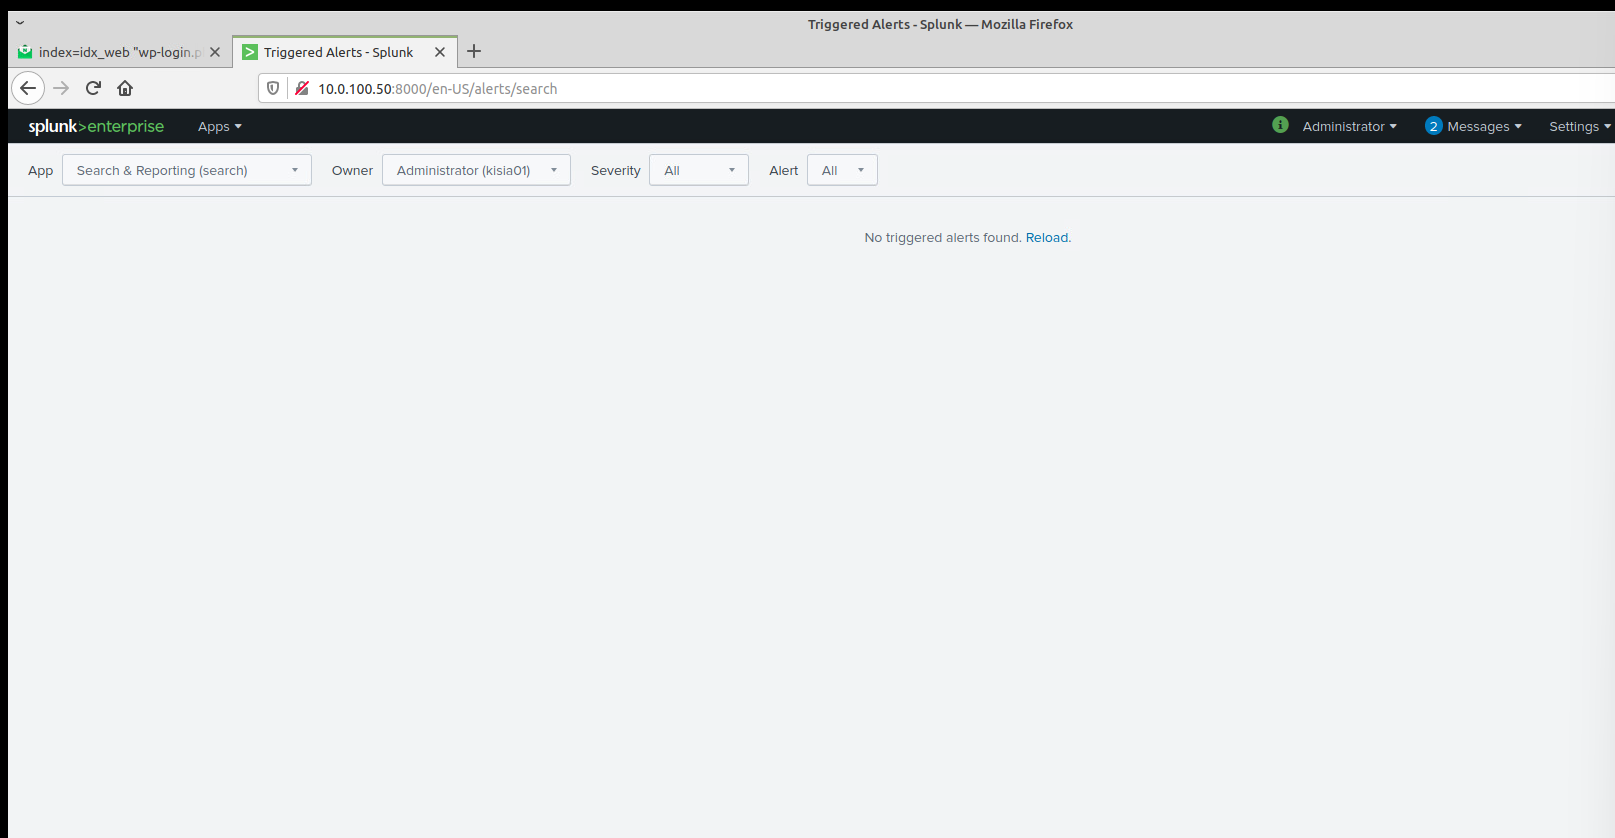 Triggered Alerts - Splunk — Mozilla Firefox
index=idx_web "wp-login.p
Triggered Alerts - Splunk
10.0.100.50:8000/en-US/alerts/search
splunk>enterprise Apps Administrator 2 Messages Settings
App Search & Reporting (search) Owner Administrator (kisia01) Severity All Alert All
No triggered alerts found. Reload.